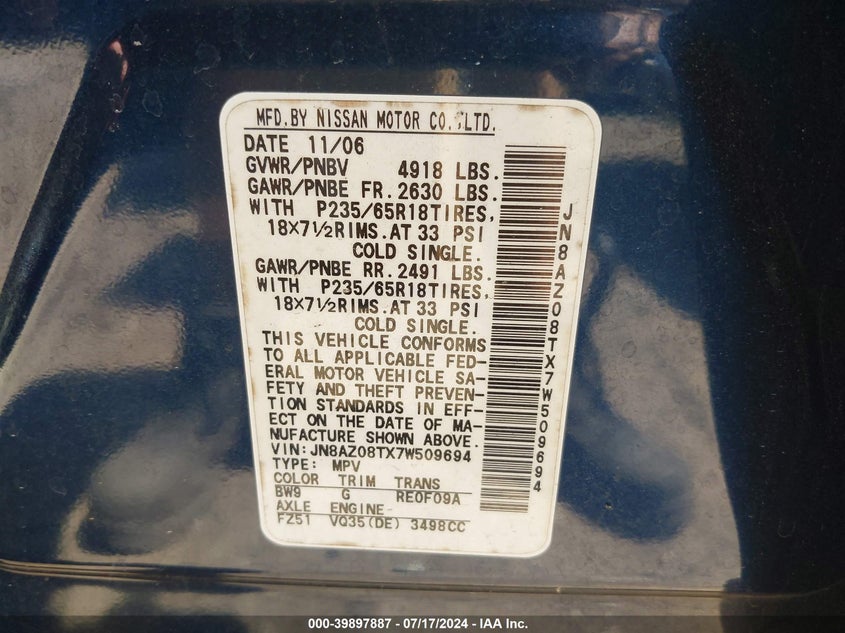 MFD.BY NISSAN MOTOR CO.,LTD.
DATE 11/06
GVWR/PNBV 4918 LBS.
GAWR/PNBE FR. 2630 LBS.
WITH P235/65R18TIRES,
18×7½RIMS.AT 33 PSI
COLD SINGLE.
GAWR/PNBE RR. 2491 LBS.
WITH P235/65R18TIRES,
18×7½RIMS.AT 33 PSI
COLD SINGLE.
THIS VEHICLE CONFORMS
TO ALL APPLICABLE FED-
ERAL MOTOR VEHICLE SA-
FETY AND THEFT PREVEN-
TION STANDARDS IN EFF-
ECT ON THE DATE OF MA-
NUFACTURE SHOWN ABOVE.
VIN:JN8AZ08TX7W509694
TYPE: MPV
COLOR TRIM TRANS
BW9 G RE0F09A
AXLE ENGINE
FZ51 VQ35(DE) 3498CC
JN8AZ08TX7W509694
000-39897887 - 07/17/2024 - IAA Inc.